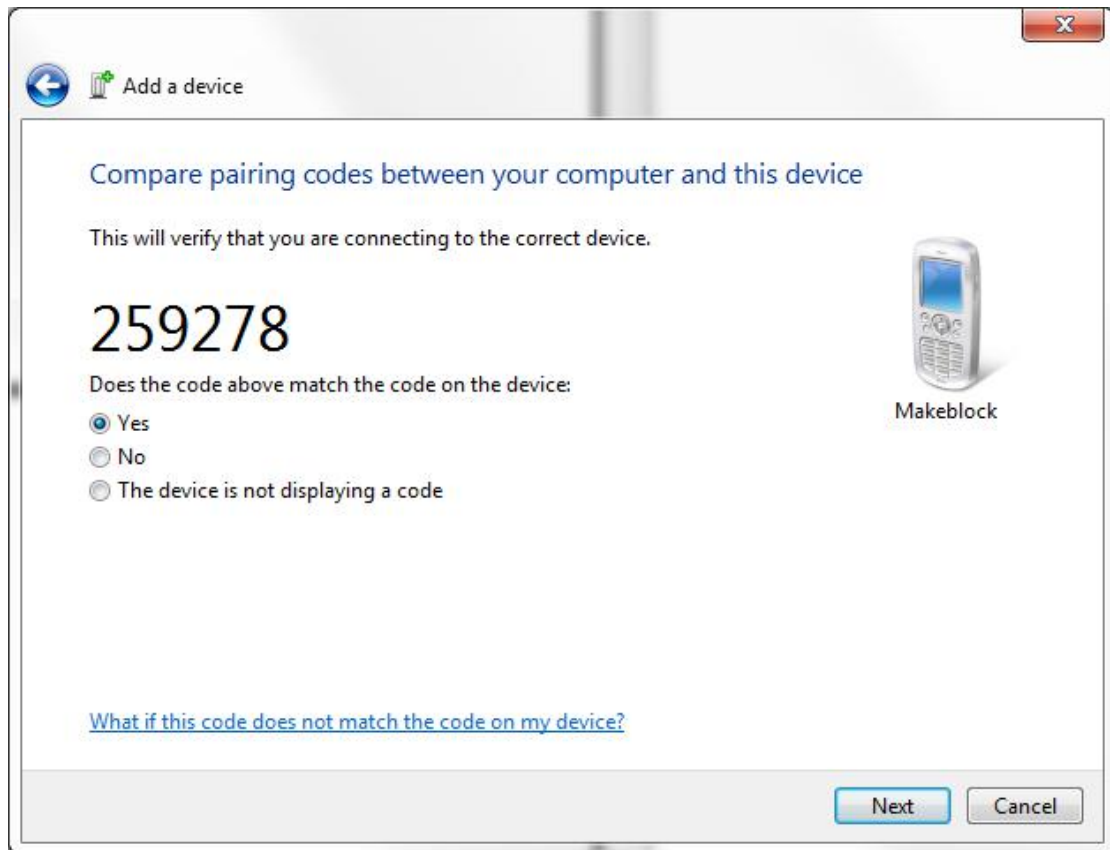 Add a device
Compare pairing codes between your computer and this device
This will verify that you are connecting to the correct device.
259278
Does the code above match the code on the device:
Yes
No
The device is not displaying a code
Makeblock
What if this code does not match the code on my device?
Next Cancel